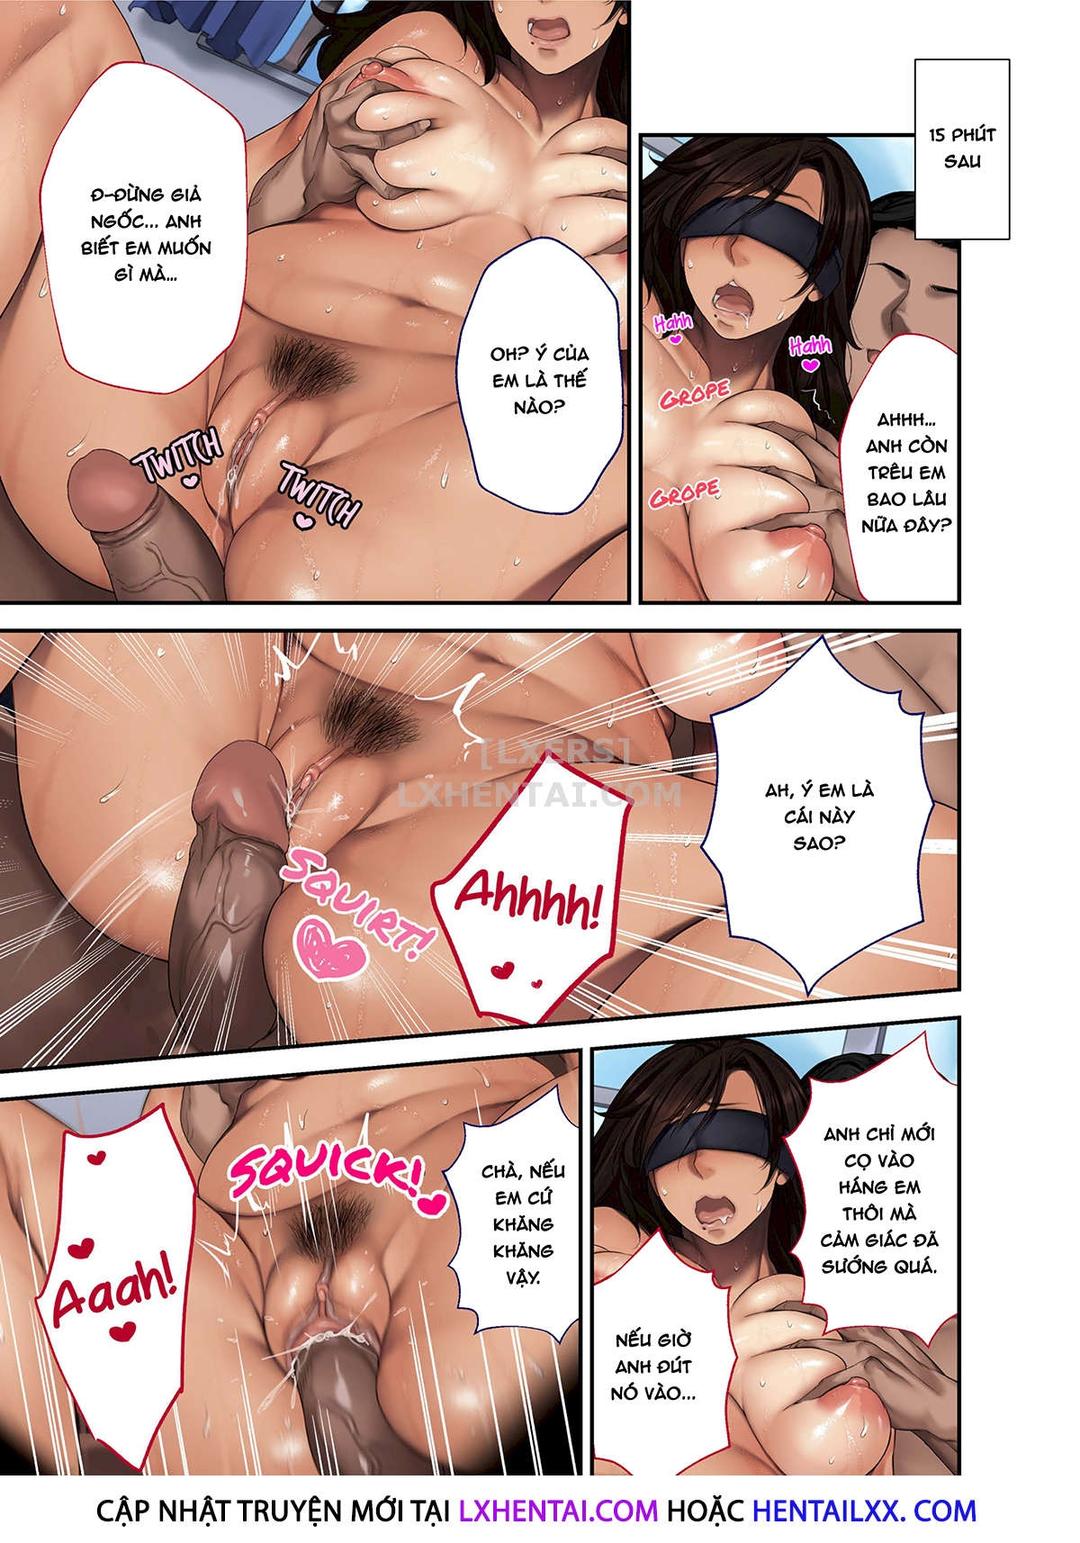 15 PHÚT
SAU
Hahh
Hahh
GROPE
GROPE
AHHH...
ANH CÒN
TRÊU EM
BAO LÂU
NỮA ĐÂY?
OH? Ý CỦA
EM LÀ THẾ
NÀO?
Đ-ĐỪNG GIẢ
NGỐC... ANH
BIẾT EM MUỐN
GÌ MÀ...
TWITCH
TWITCH
AH, Ý EM LÀ
CÁI NÀY
SAO?
[LXERS]
LXHENTAI.COM
Ahhhh!
SQUIRT!
ANH CHỈ MỚI
CỌ VÀO
HÁNG EM
THÔI MÀ
CẢM GIÁC ĐÃ
SƯỚNG QUÁ.
NẾU GIỜ
ANH ĐÚT
NÓ VÀO...
CHÀ, NẾU
EM CỨ
KHĂNG
KHĂNG
VẬY.
SQUICK!
Aaah!
CẬP NHẬT TRUYỆN MỚI TẠI LXHENTAI.COM HOẶC HENTAILXX. COM